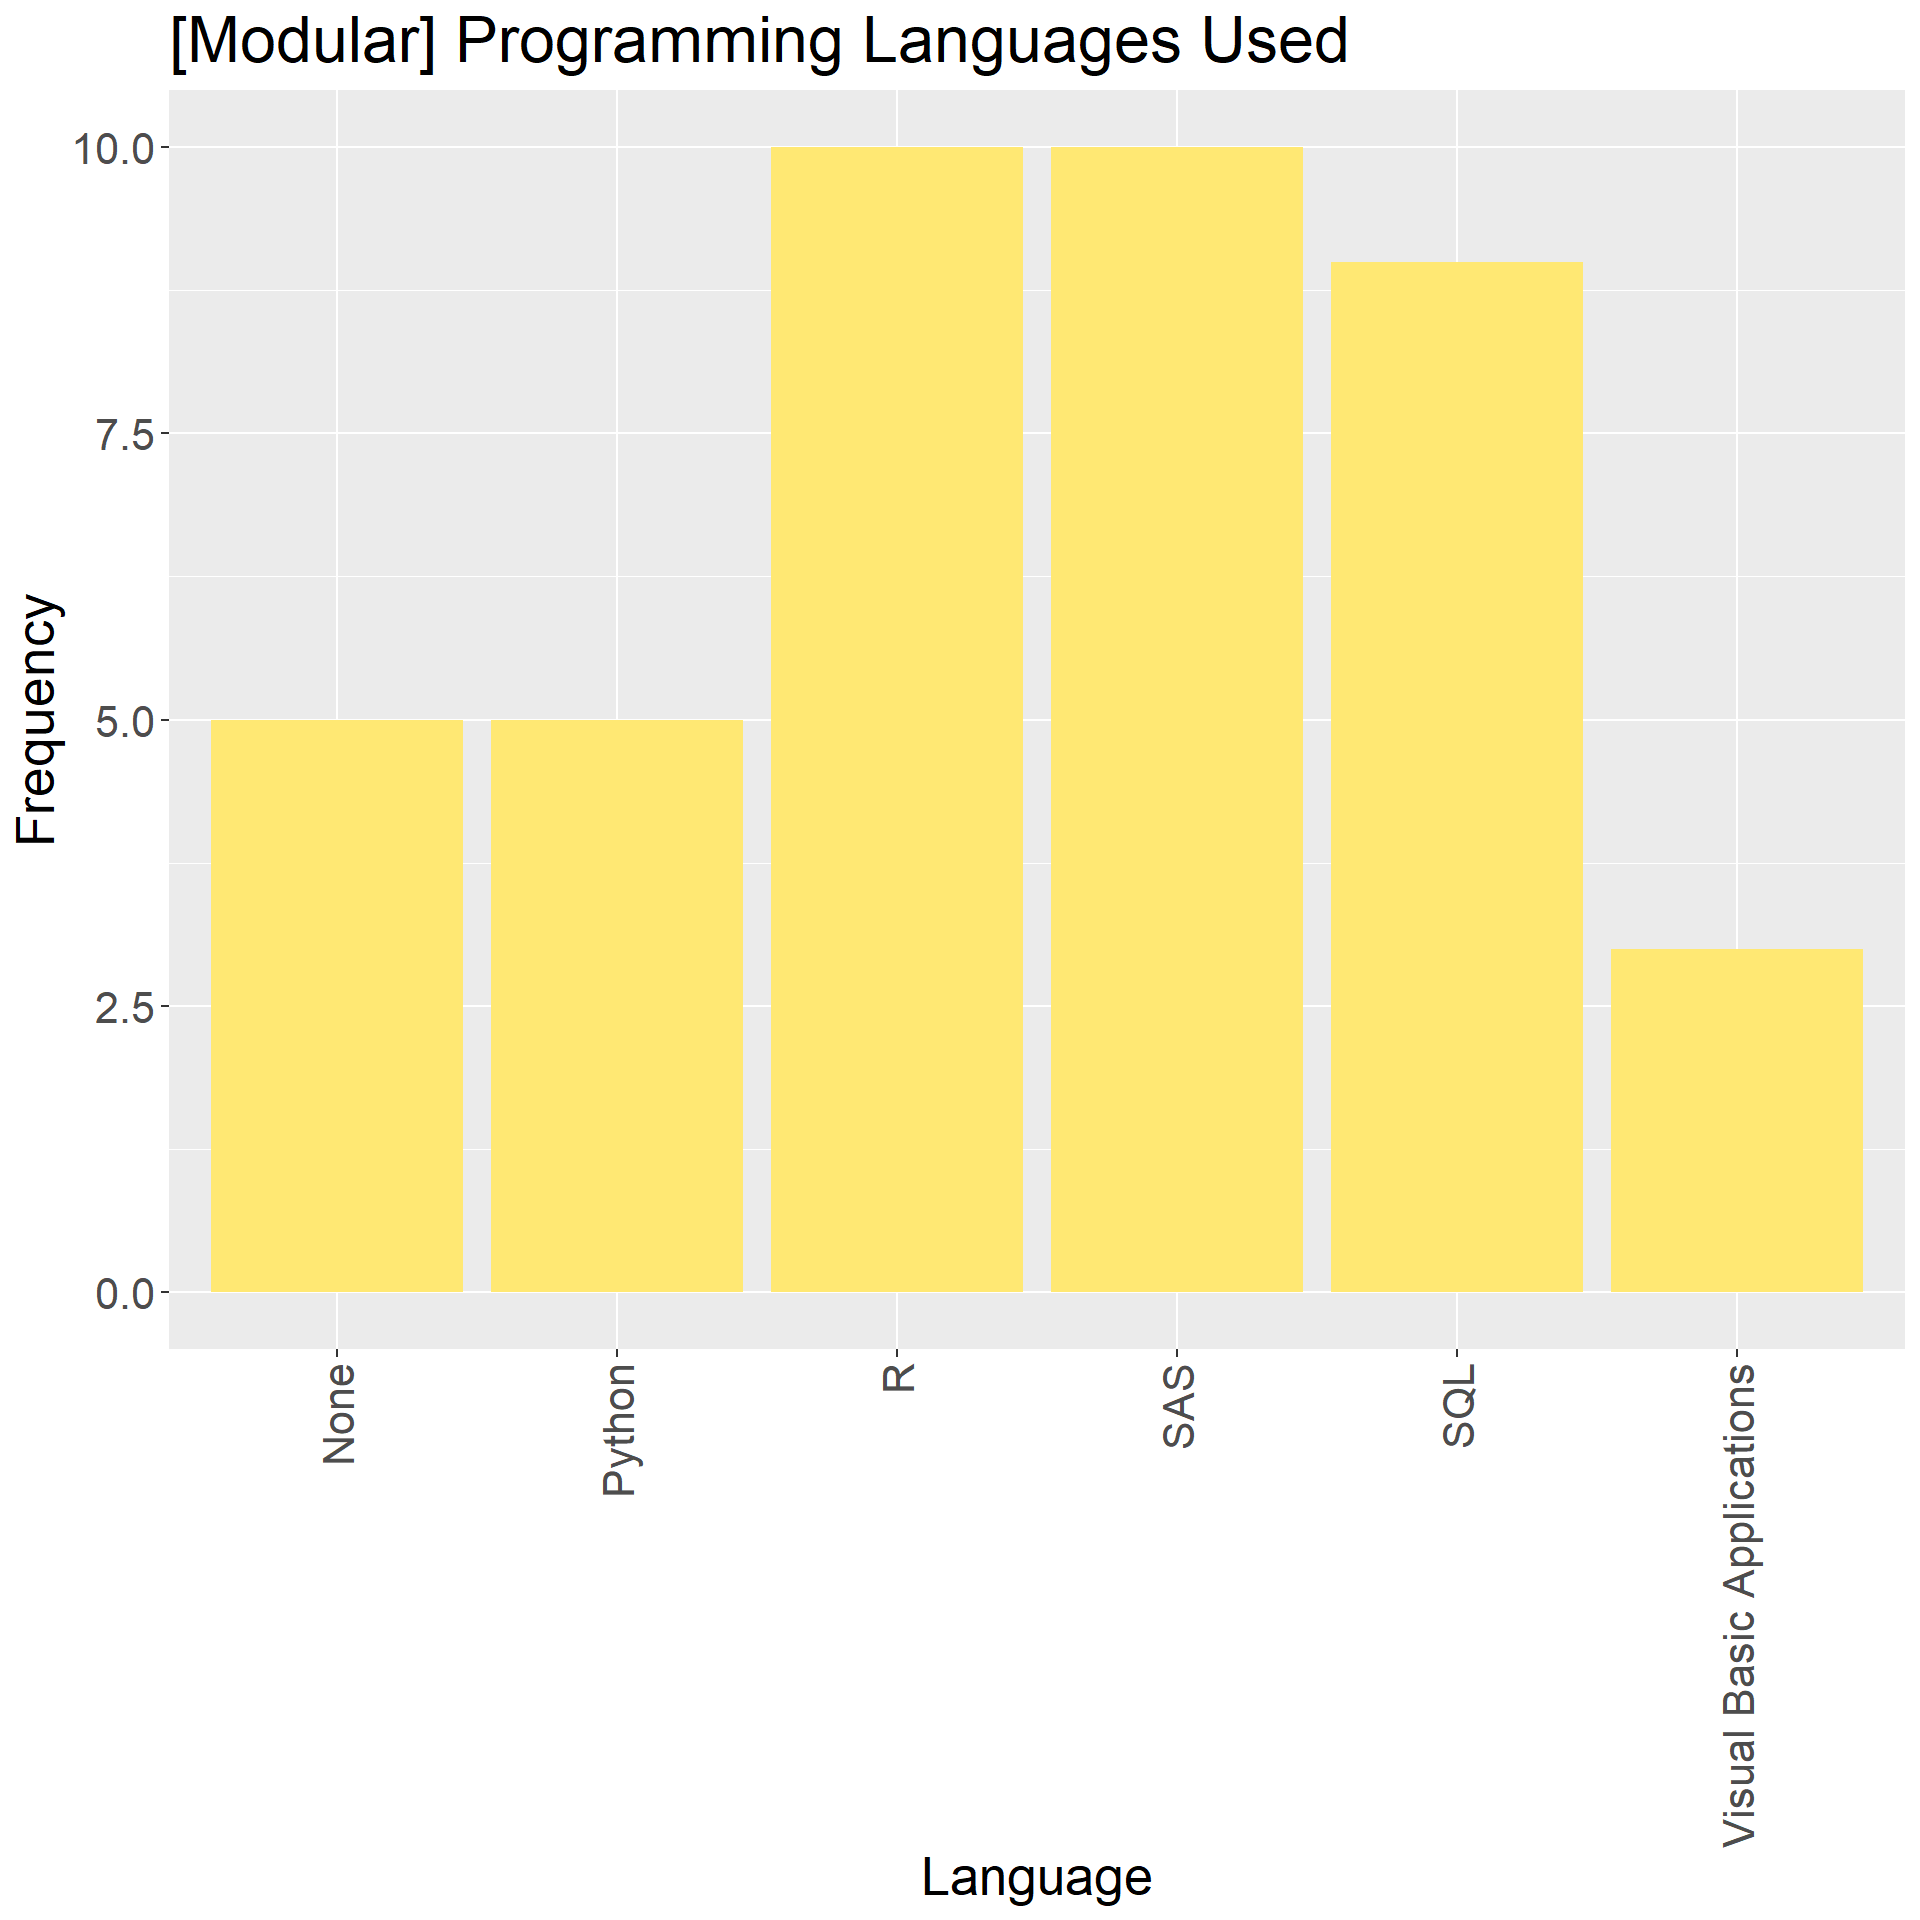 [Modular] Programming Languages Used
Frequency
10.0
7.5
5.0
2.5
0.0
None
Python
R
SAS
SQL
Visual Basic Applications
Language